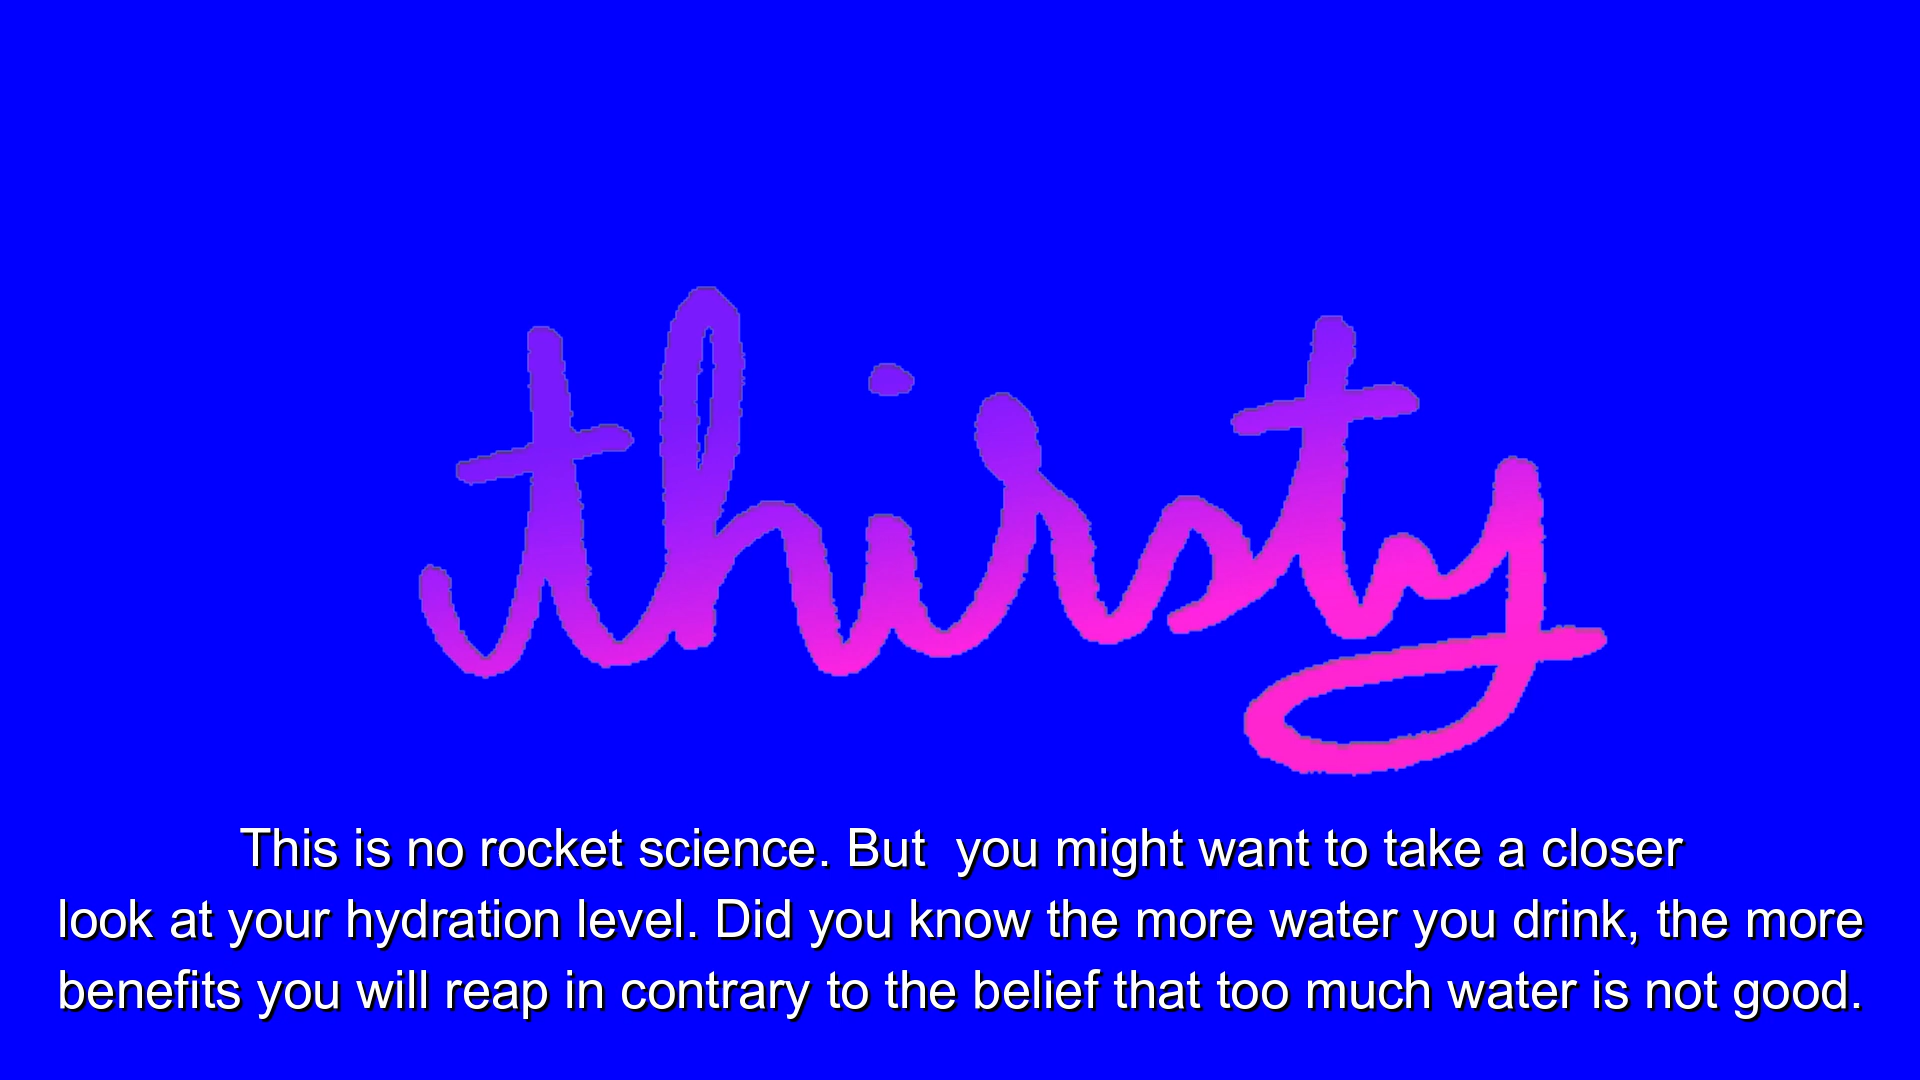 thirsty
This is no rocket science. But  you might want to take a closer
look at your hydration level. Did you know the more water you drink, the more
benefits you will reap in contrary to the belief that too much water is not good.